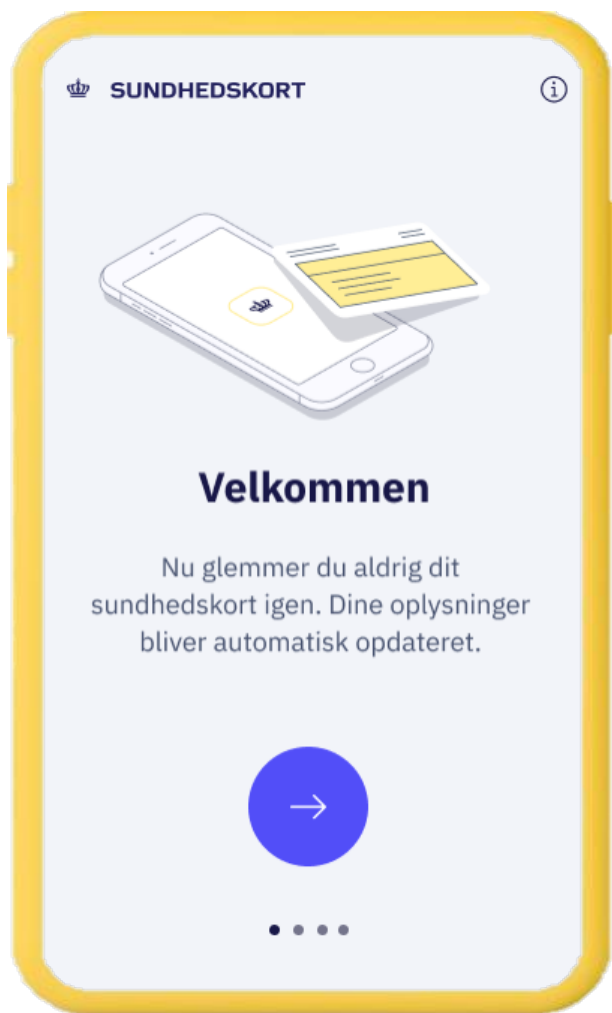 SUNDHEDSKORT
Velkommen
Nu glemmer du aldrig dit
sundhedskort igen. Dine oplysninger
bliver automatisk opdateret.